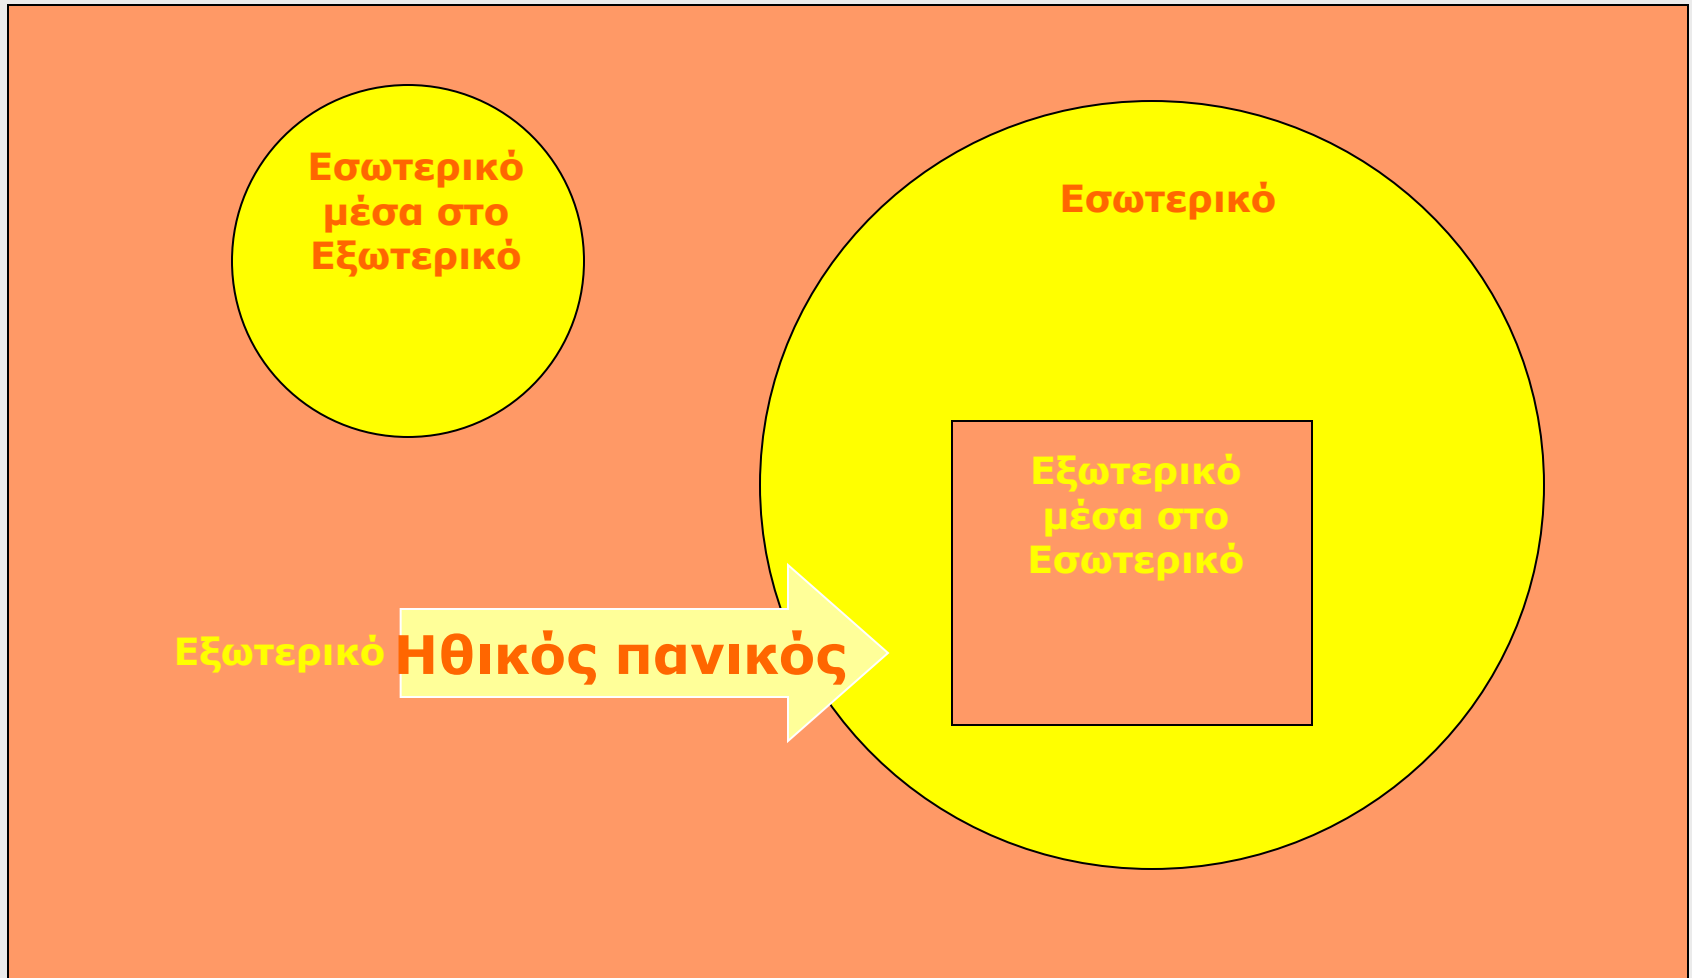 Εσωτερικό
μέσα στο
Εξωτερικό
Εσωτερικό
Εξωτερικό
μέσα στο
Εσωτερικό
Εξωτερικό
Ηθικός πανικός